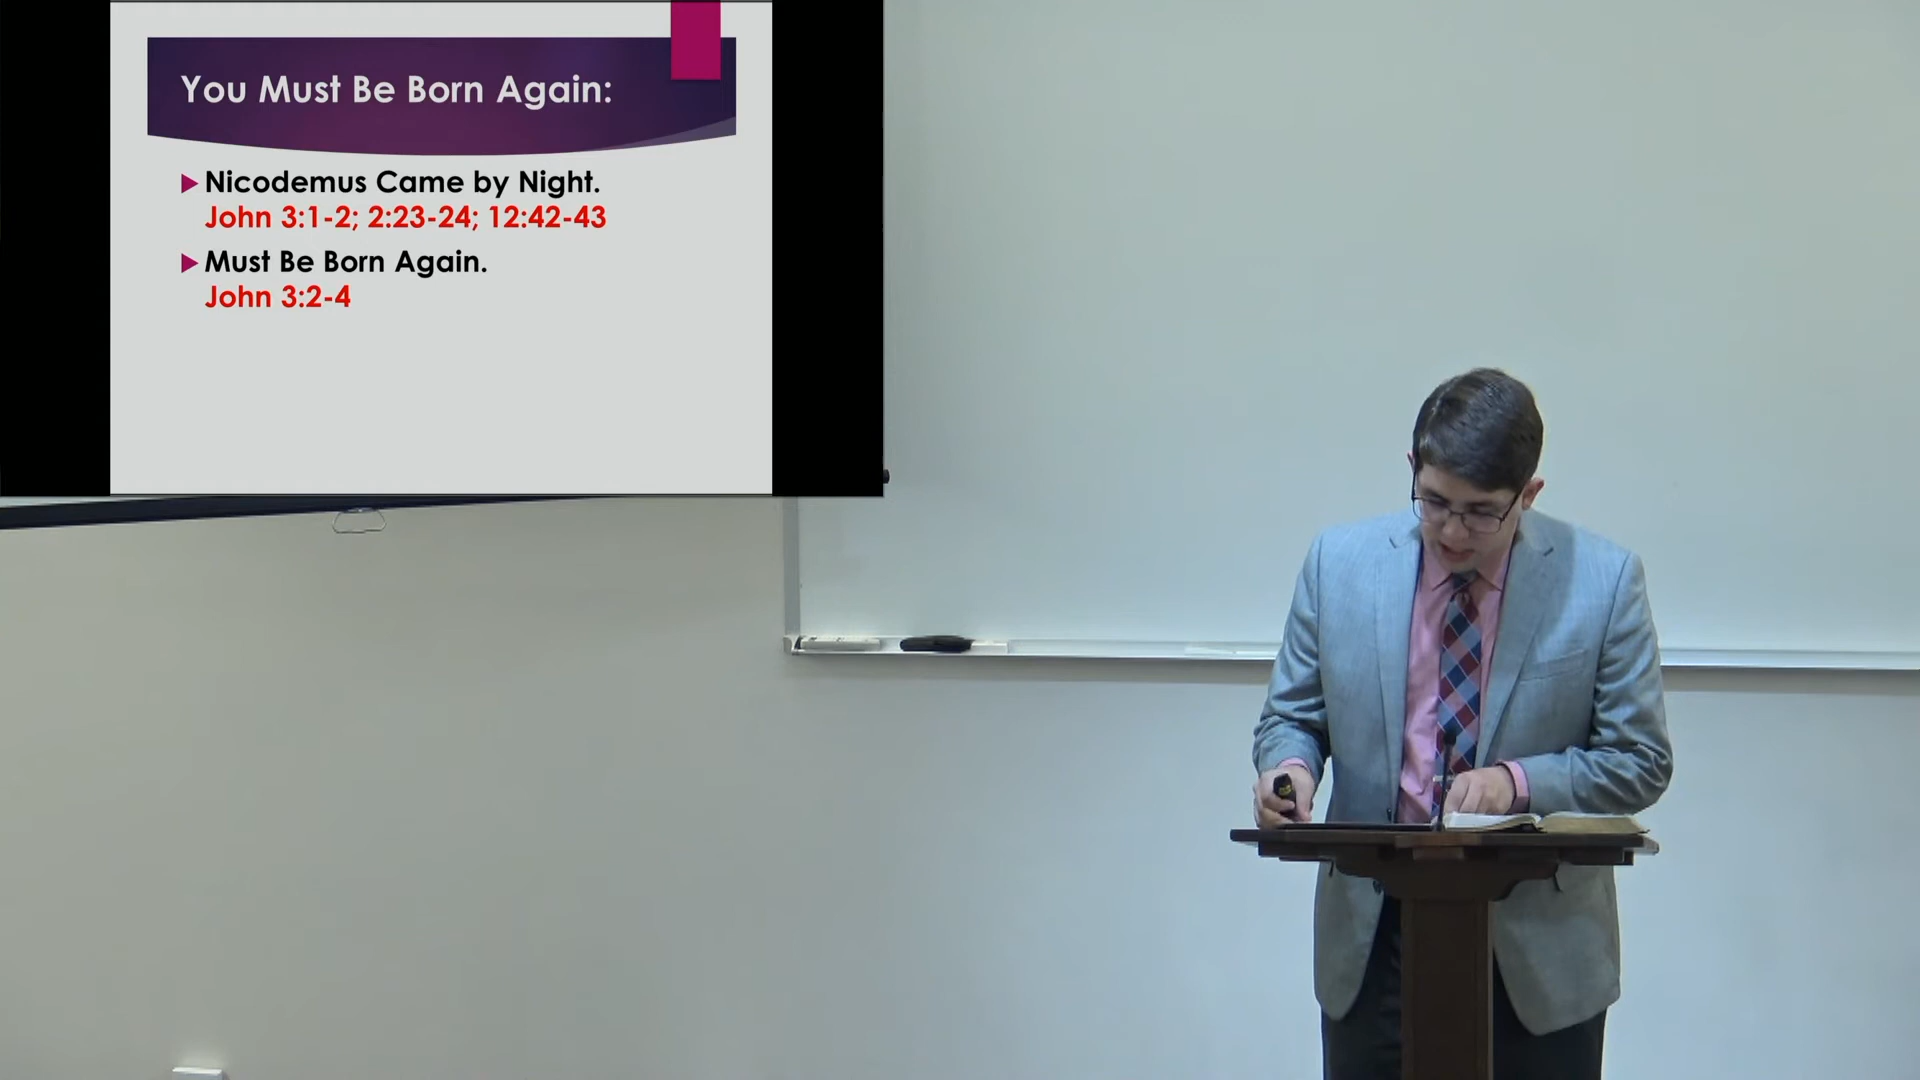 You Must Be Born Again:
Nicodemus Came by Night.
John 3:1-2; 2:23-24; 12:42-43
Must Be Born Again.
John 3:2-4